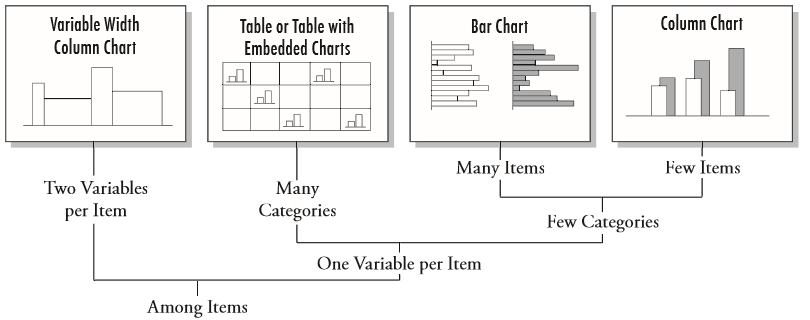 Variable Width
Column Chart
Table or Table with
Embedded Charts
Bar Chart
Column Chart
Two Variables
per Item
Many
Categories
Many Items
Few Items
Few Categories
One Variable per Item
Among Items